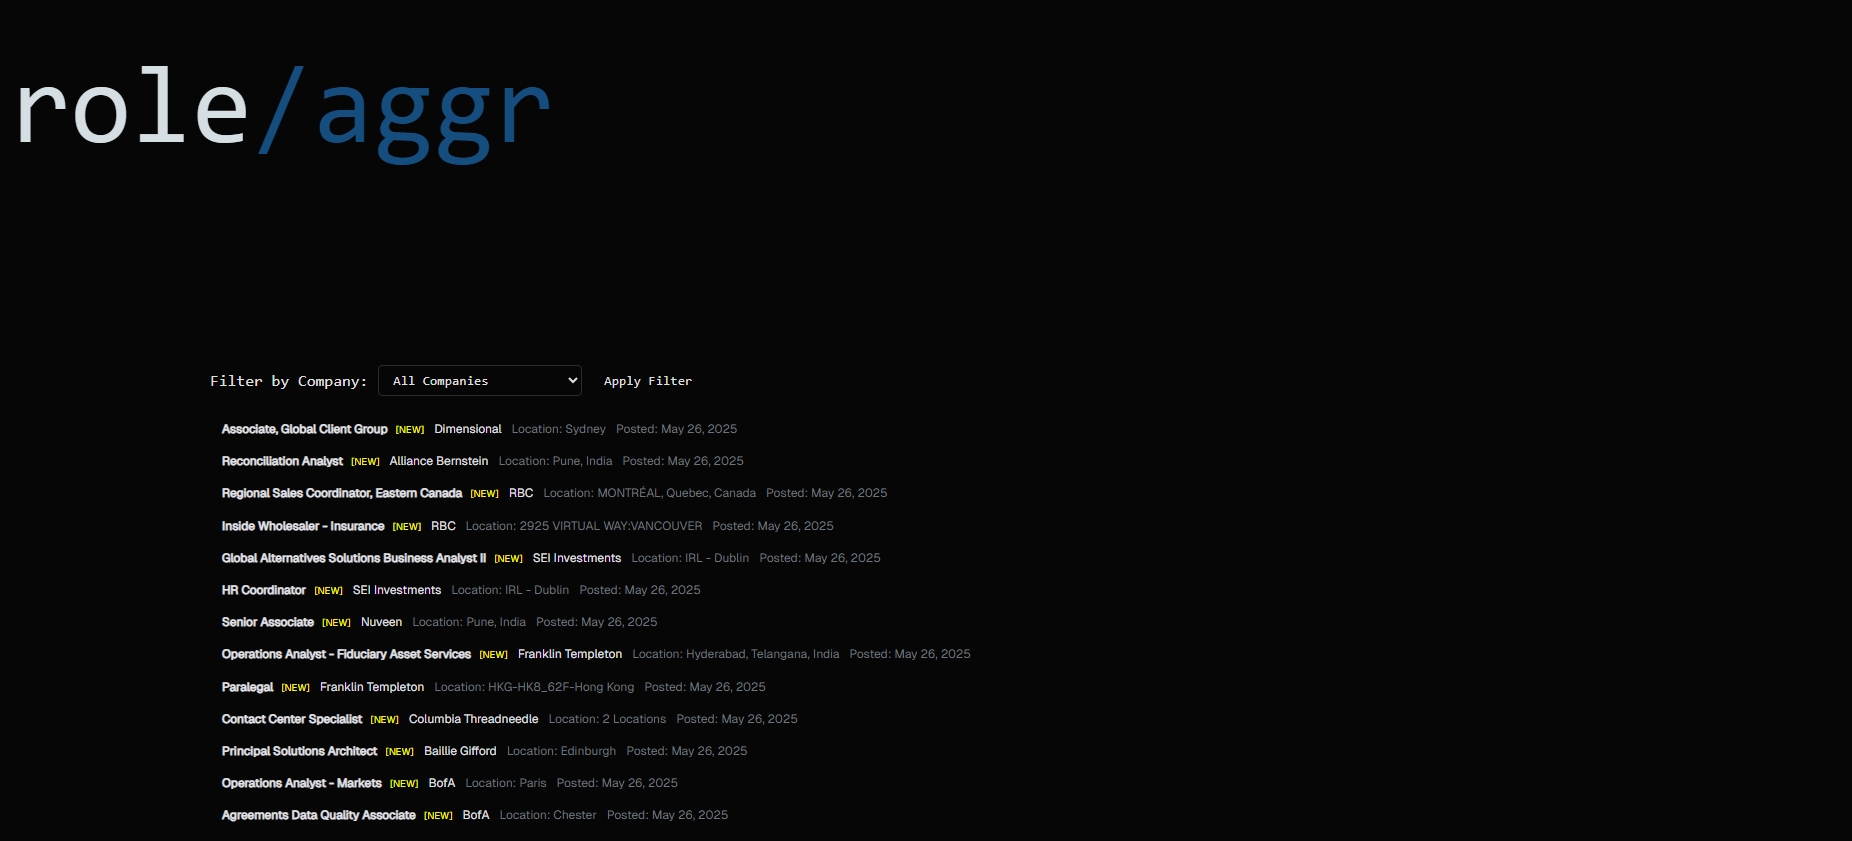 role/aggr
Filter by Company: All Companies Apply Filter
Associate, Global Client Group [NEW] Dimensional Location: Sydney Posted: May 26, 2025
Reconciliation Analyst [NEW] Alliance Bernstein Location: Pune, India Posted: May 26, 2025
Regional Sales Coordinator, Eastern Canada [NEW] RBC Location: MONTRÉAL, Quebec, Canada Posted: May 26, 2025
Inside Wholesaler - Insurance [NEW] RBC Location: 2925 VIRTUAL WAY:VANCOUVER Posted: May 26, 2025
Global Alternatives Solutions Business Analyst II [NEW] SEI Investments Location: IRL - Dublin Posted: May 26, 2025
HR Coordinator [NEW] SEI Investments Location: IRL - Dublin Posted: May 26, 2025
Senior Associate [NEW] Nuveen Location: Pune, India Posted: May 26, 2025
Operations Analyst - Fiduciary Asset Services [NEW] Franklin Templeton Location: Hyderabad, Telangana, India Posted: May 26, 2025
Paralegal [NEW] Franklin Templeton Location: HKG-HK8_62F-Hong Kong Posted: May 26, 2025
Contact Center Specialist [NEW] Columbia Threadneedle Location: 2 Locations Posted: May 26, 2025
Principal Solutions Architect [NEW] Baillie Gifford Location: Edinburgh Posted: May 26, 2025
Operations Analyst - Markets [NEW] BofA Location: Paris Posted: May 26, 2025
Agreements Data Quality Associate [NEW] BofA Location: Chester Posted: May 26, 2025